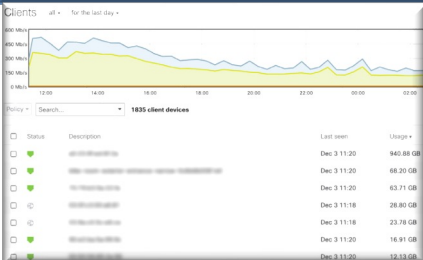 Clients all for the last day
600 Mb/s
450 Mb/s
300 Mb/s
150 Mb/s
0 Mb/s
12:00 14:00 16:00 18:00 20:00 22:00 00:00 02:00
Policy Search... 1835 client devices
Status Description Last seen Usage
Dec 3 11:20 940.88 GB
Dec 3 11:20 68.20 GB
Dec 3 11:20 63.71 GB
Dec 3 11:18 28.80 GB
Dec 3 11:18 23.78 GB
Dec 3 11:20 16.91 GB
Dec 3 11:20 12.13 GB